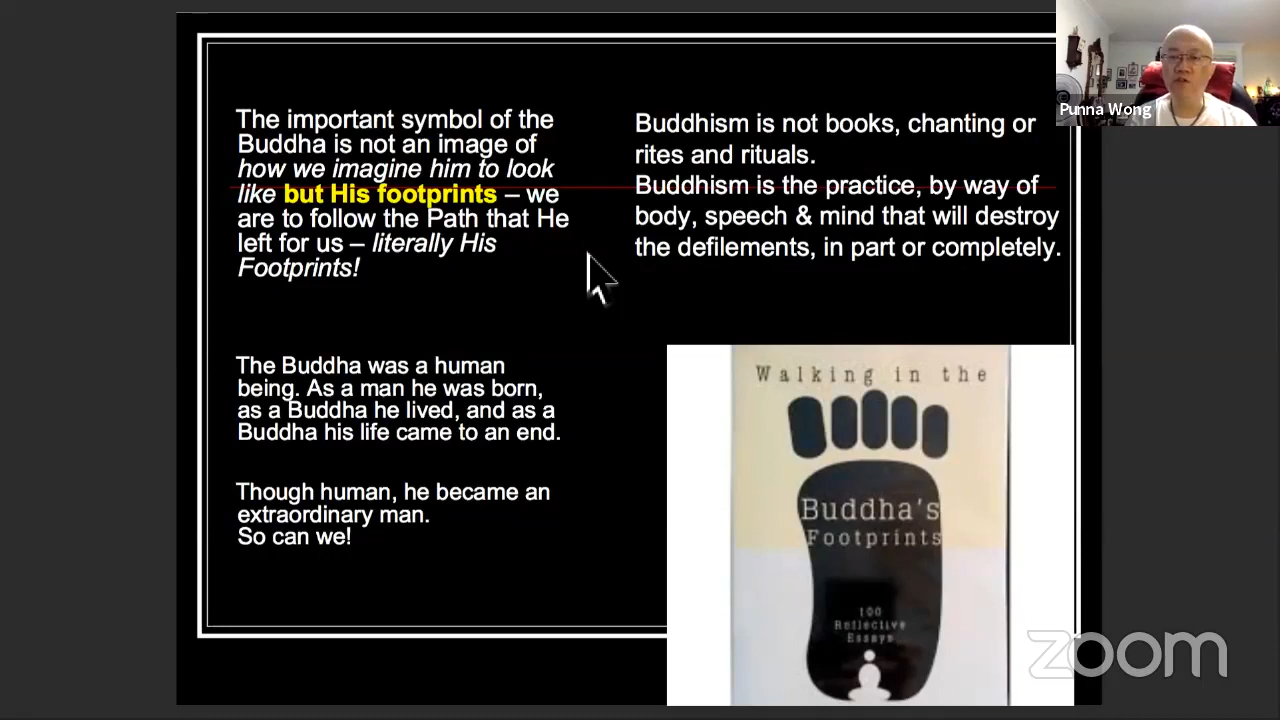 The important symbol of the
Buddha is not an image of
how we imagine him to look
like but His footprints – we
are to follow the Path that He
left for us – literally His
Footprints!
The Buddha was a human
being. As a man he was born,
as a Buddha he lived, and as a
Buddha his life came to an end.
Though human, he became an
extraordinary man.
So can we!
Buddhism is not books, chanting or
rites and rituals.
Buddhism is the practice, by way of
body, speech & mind that will destroy
the defilements, in part or completely.
Walking in the
Buddha's
Footprints
100
Reflective
Essays
Punna Wong
zoom